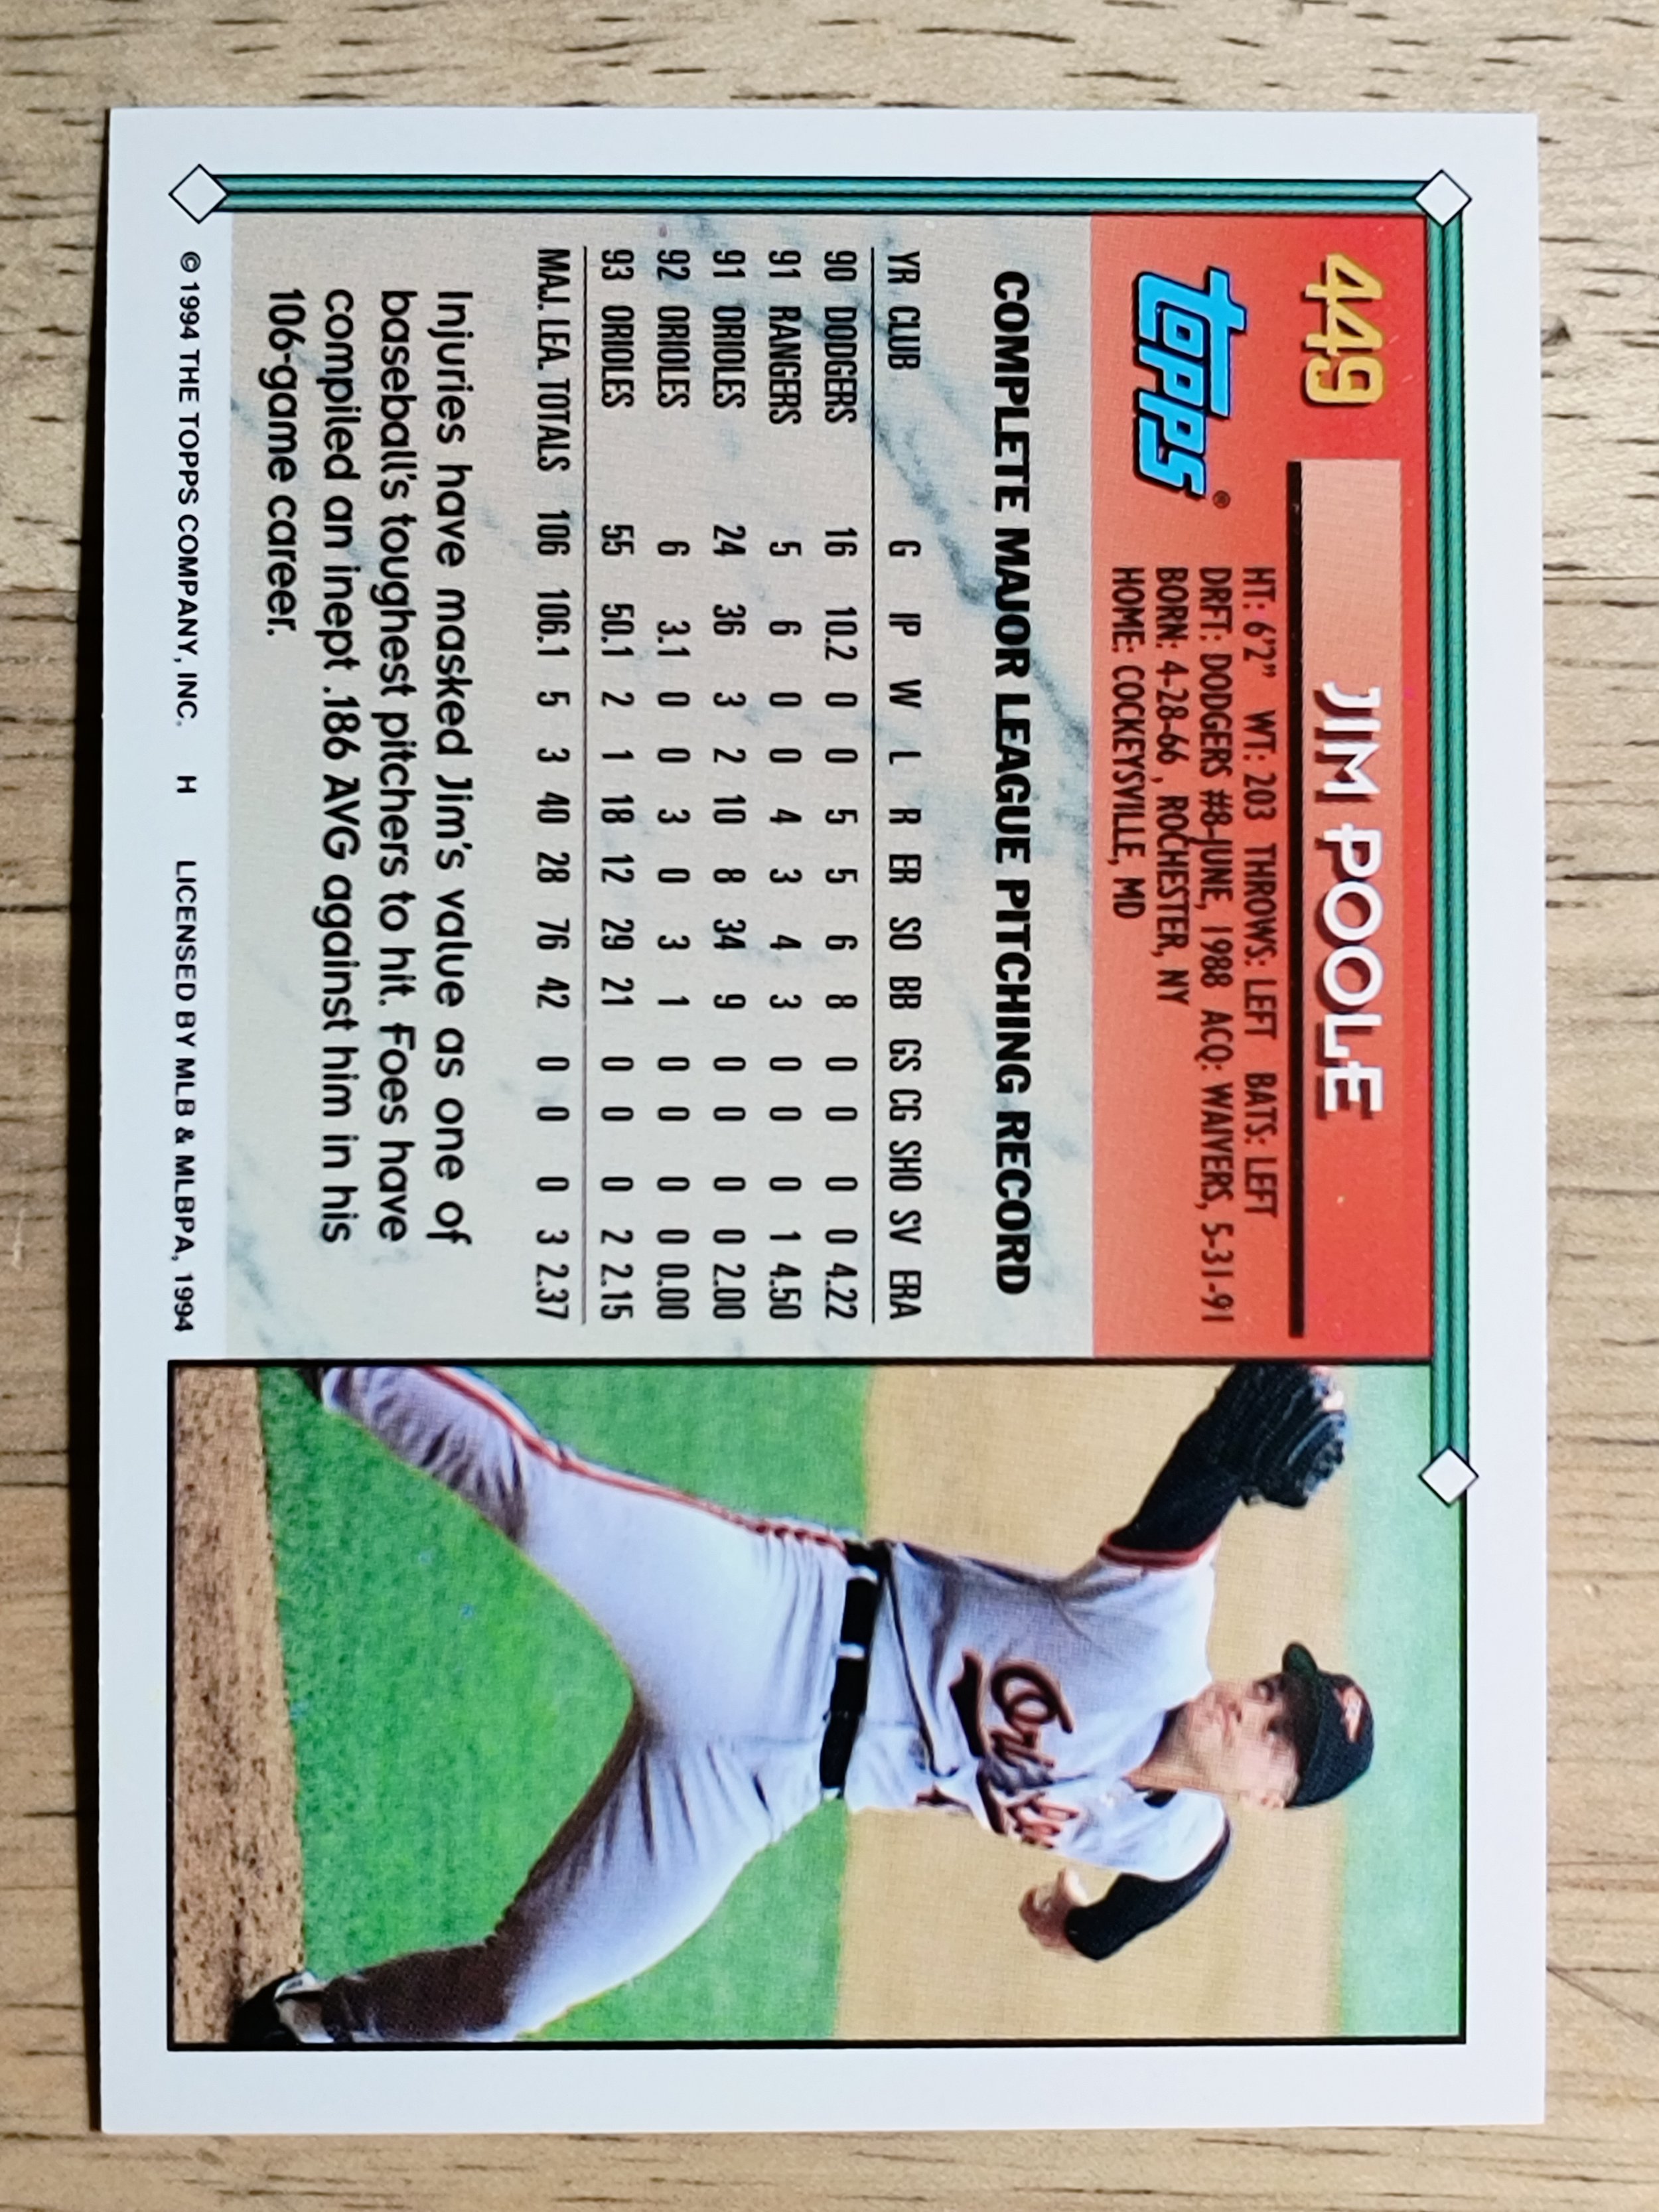 449 JIM POOLE
topps®
HT: 6'2" WT: 203 THROWS: LEFT BATS: LEFT
DRFT: DODGERS #8-JUNE, 1988 ACQ: WAIVERS, 5-31-91
BORN: 4-28-66 , ROCHESTER, NY
HOME: COCKEYSVILLE, MD
COMPLETE MAJOR LEAGUE PITCHING RECORD
YR CLUB G IP W L R ER SO BB GS CG SHO SV ERA
90 DODGERS 16 10.2 0 0 5 5 6 8 0 0 0 0 4.22
91 RANGERS 5 6 0 0 4 3 4 3 0 0 0 1 4.50
91 ORIOLES 24 36 3 2 10 8 34 9 0 0 0 0 2.00
92 ORIOLES 6 3.1 0 0 3 0 3 1 0 0 0 0 0.00
93 ORIOLES 55 50.1 2 1 18 12 29 21 0 0 0 2 2.15
MAJ. LEA. TOTALS 106 106.1 5 3 40 28 76 42 0 0 0 3 2.37
Injuries have masked Jim's value as one of
baseball's toughest pitchers to hit. Foes have
compiled an inept .186 AVG against him in his
106-game career.
© 1994 THE TOPPS COMPANY, INC. H LICENSED BY MLB & MLBPA, 1994
Orioles